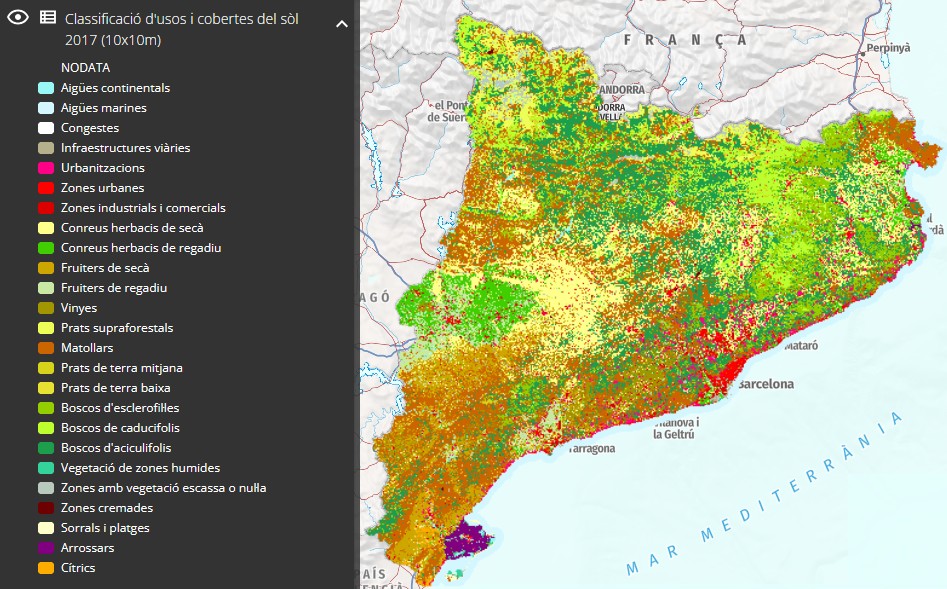 Classificació d'usos i cobertes del sòl
2017 (10x10m)
NODATA
Aigües continentals
Aigües marines
Congestes
Infraestructures viàries
Urbanitzacions
Zones urbanes
Zones industrials i comercials
Conreus herbacis de secà
Conreus herbacis de regadiu
Fruiters de secà
Fruiters de regadiu
Vinyes
Prats supraforestals
Matollars
Prats de terra mitjana
Prats de terra baixa
Boscos d'esclerofil·les
Boscos de caducifolis
Boscos d'aciculifolis
Vegetació de zones humides
Zones amb vegetació escassa o nul·la
Zones cremades
Sorrals i platges
Arrossars
Cítrics
FRANÇA
Perpinyà
ANDORRA
DORRA
VELLA
el Pont
de Suert
AGÓ
Mataró
Barcelona
Vilanova i
la Geltrú
Tarragona
MAR MEDITERRÀNIA
AÍS